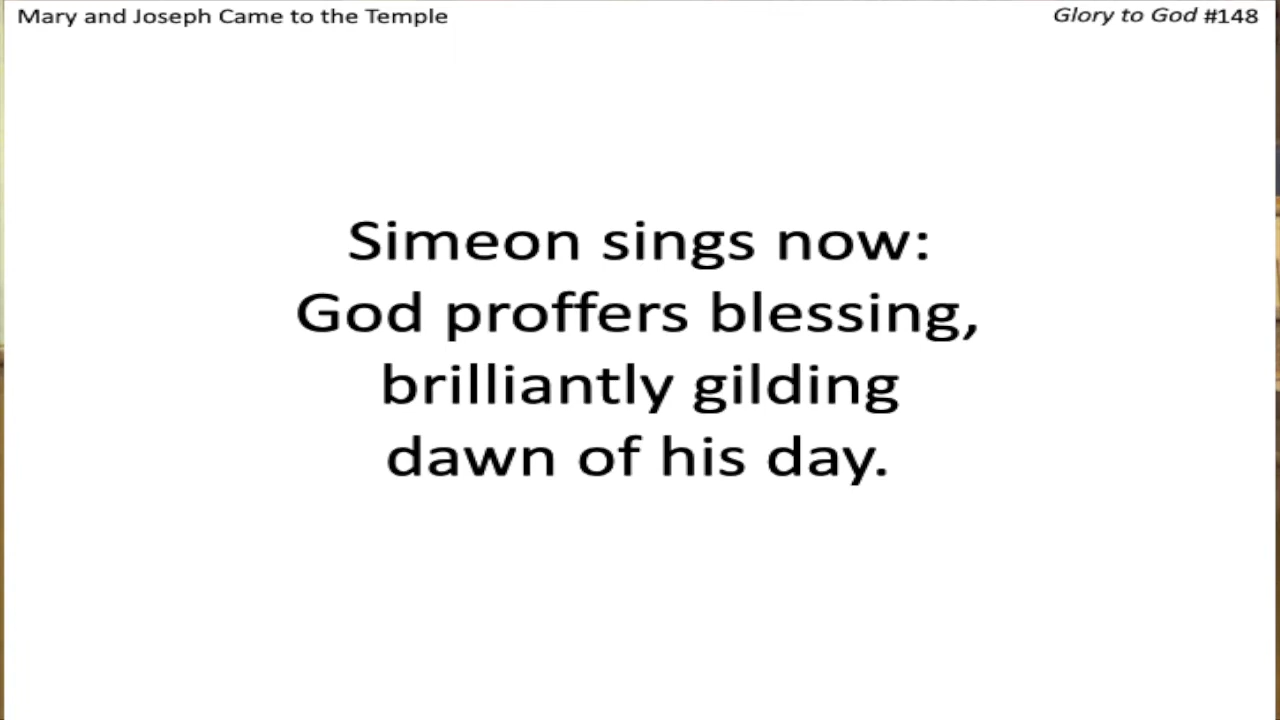 Mary and Joseph Came to the Temple
Glory to God #148
Simeon sings now:
God proffers blessing,
brilliantly gilding
dawn of his day.